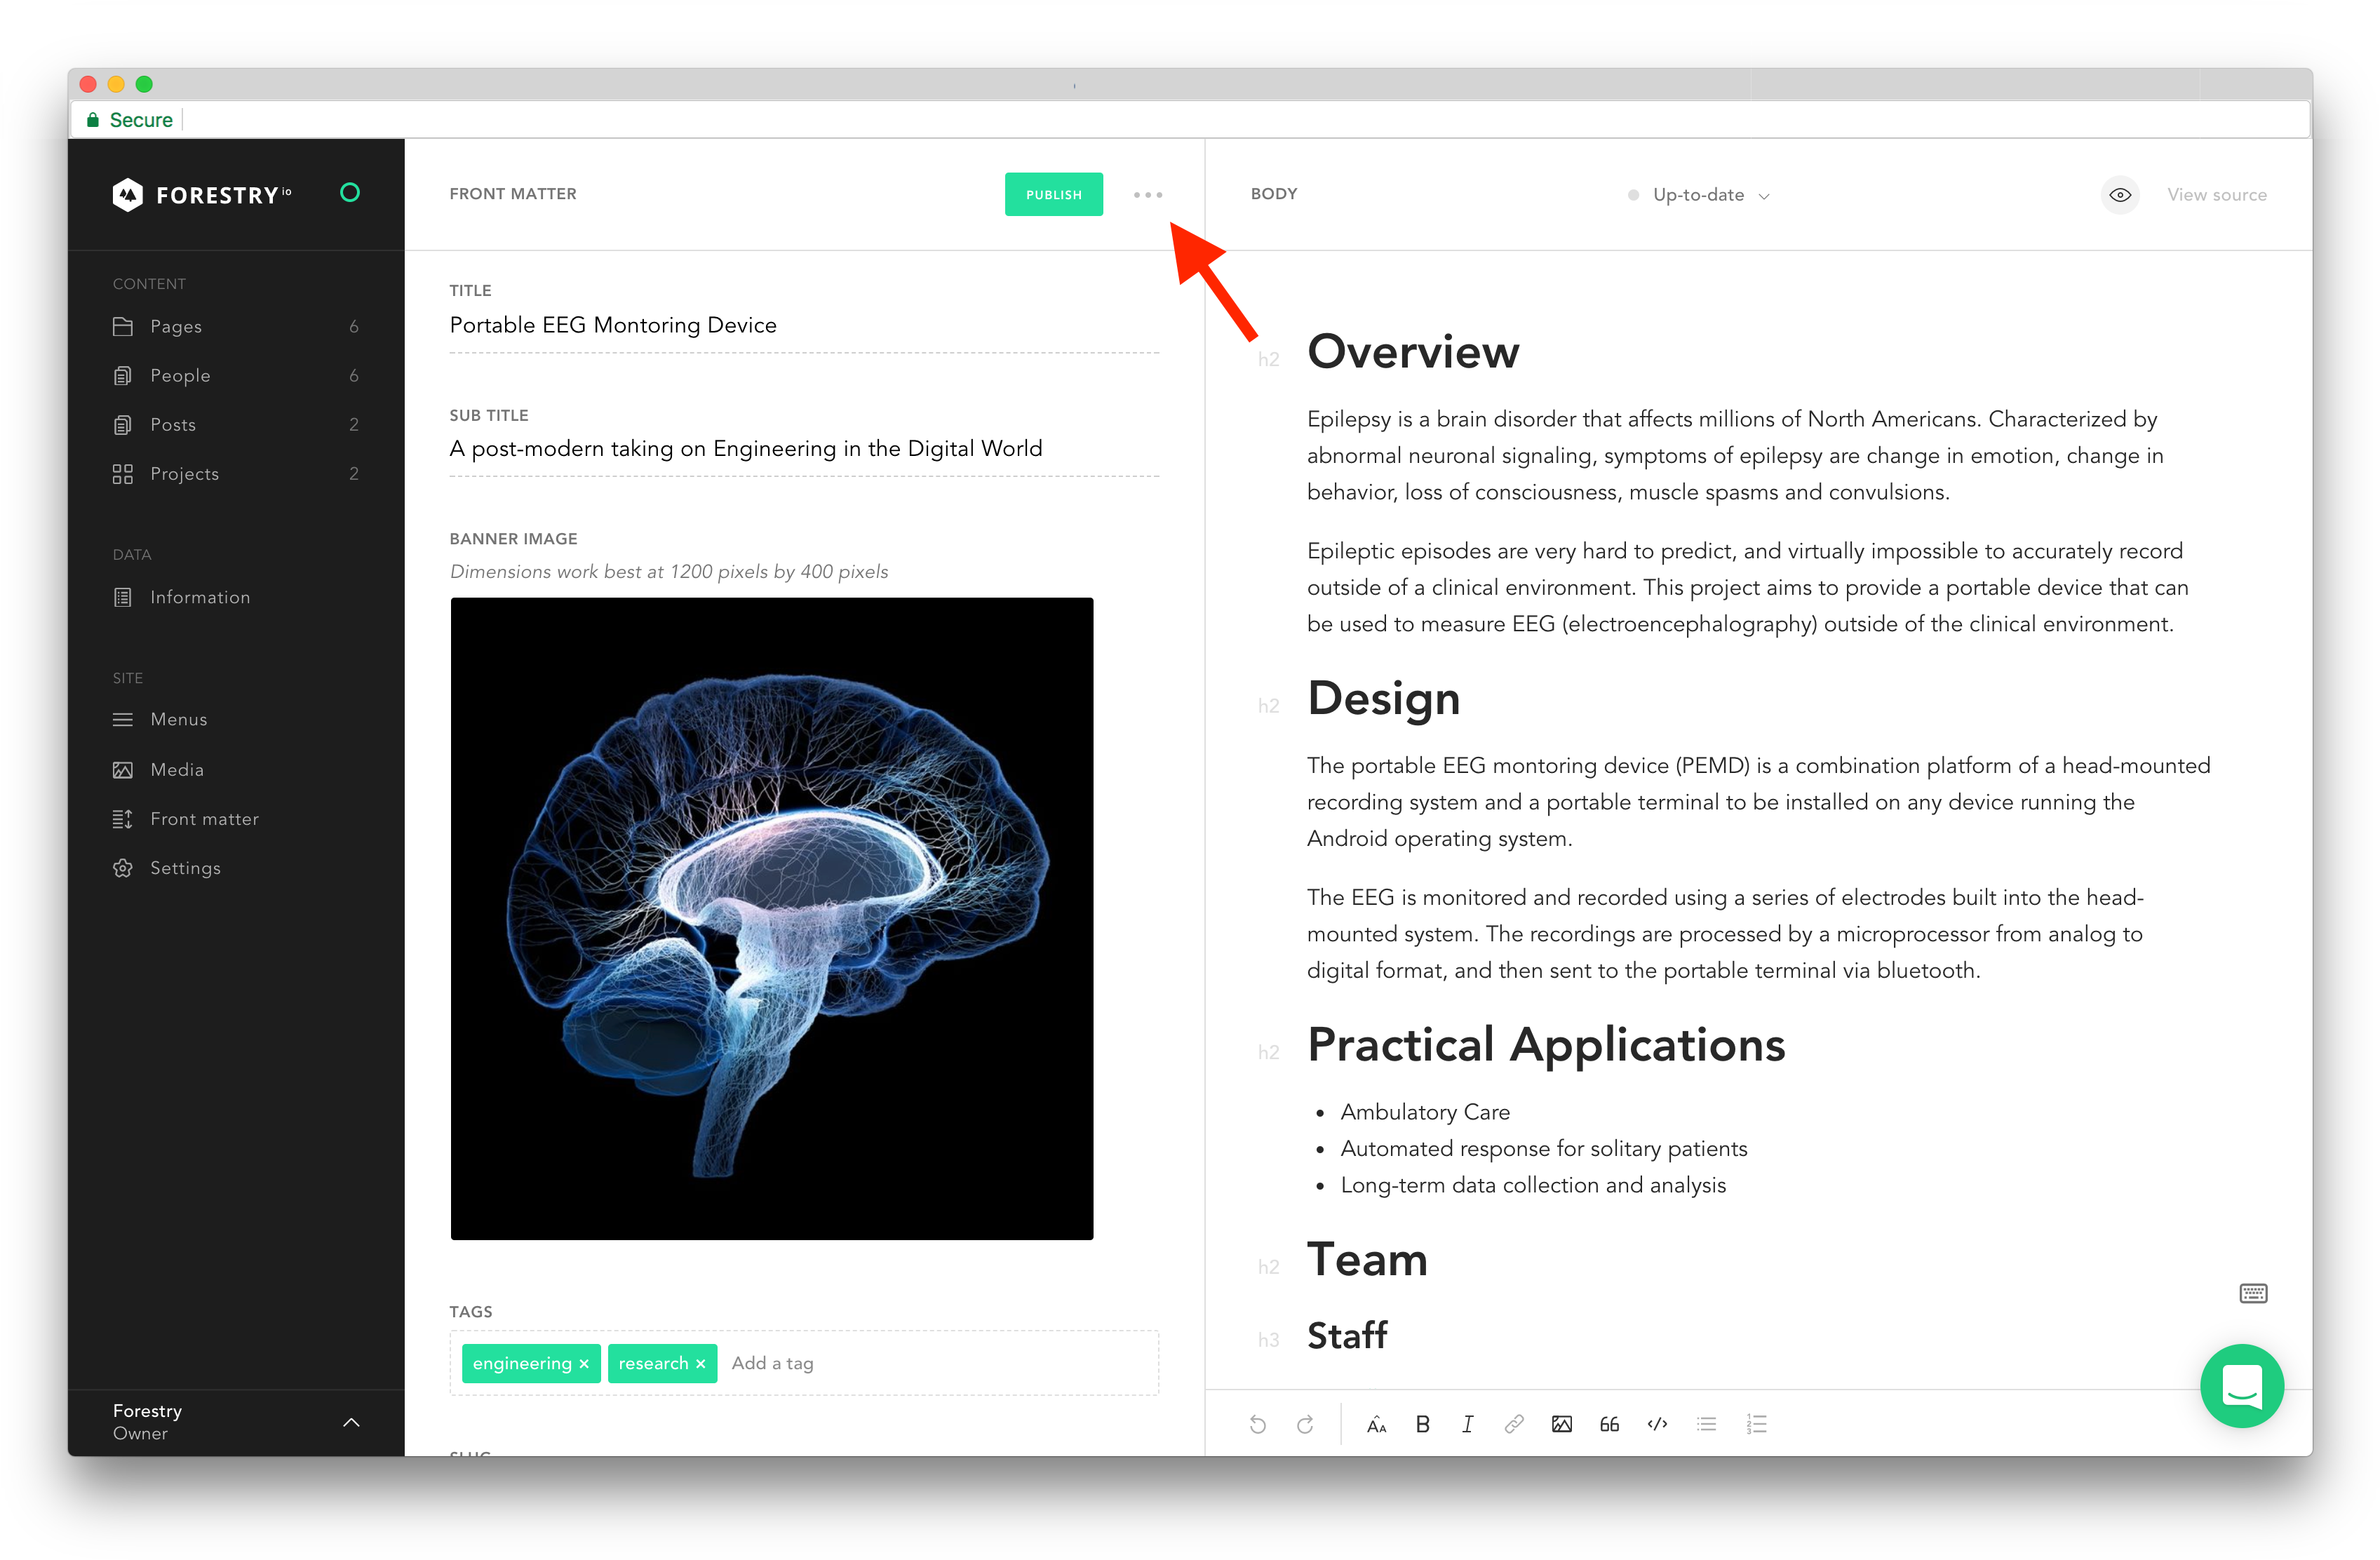 Secure
FORESTRY io
CONTENT
Pages 6
People 6
Posts 2
Projects 2
DATA
Information
SITE
Menus
Media
Front matter
Settings
Forestry
Owner
FRONT MATTER
PUBLISH
TITLE
Portable EEG Montoring Device
SUB TITLE
A post-modern taking on Engineering in the Digital World
BANNER IMAGE
Dimensions work best at 1200 pixels by 400 pixels
TAGS
engineering × research × Add a tag
BODY
Up-to-date
View source
h2 Overview
Epilepsy is a brain disorder that affects millions of North Americans. Characterized by
abnormal neuronal signaling, symptoms of epilepsy are change in emotion, change in
behavior, loss of consciousness, muscle spasms and convulsions.
Epileptic episodes are very hard to predict, and virtually impossible to accurately record
outside of a clinical environment. This project aims to provide a portable device that can
be used to measure EEG (electroencephalography) outside of the clinical environment.
h2 Design
The portable EEG montoring device (PEMD) is a combination platform of a head-mounted
recording system and a portable terminal to be installed on any device running the
Android operating system.
The EEG is monitored and recorded using a series of electrodes built into the head-
mounted system. The recordings are processed by a microprocessor from analog to
digital format, and then sent to the portable terminal via bluetooth.
h2 Practical Applications
• Ambulatory Care
• Automated response for solitary patients
• Long-term data collection and analysis
h2 Team
h3 Staff